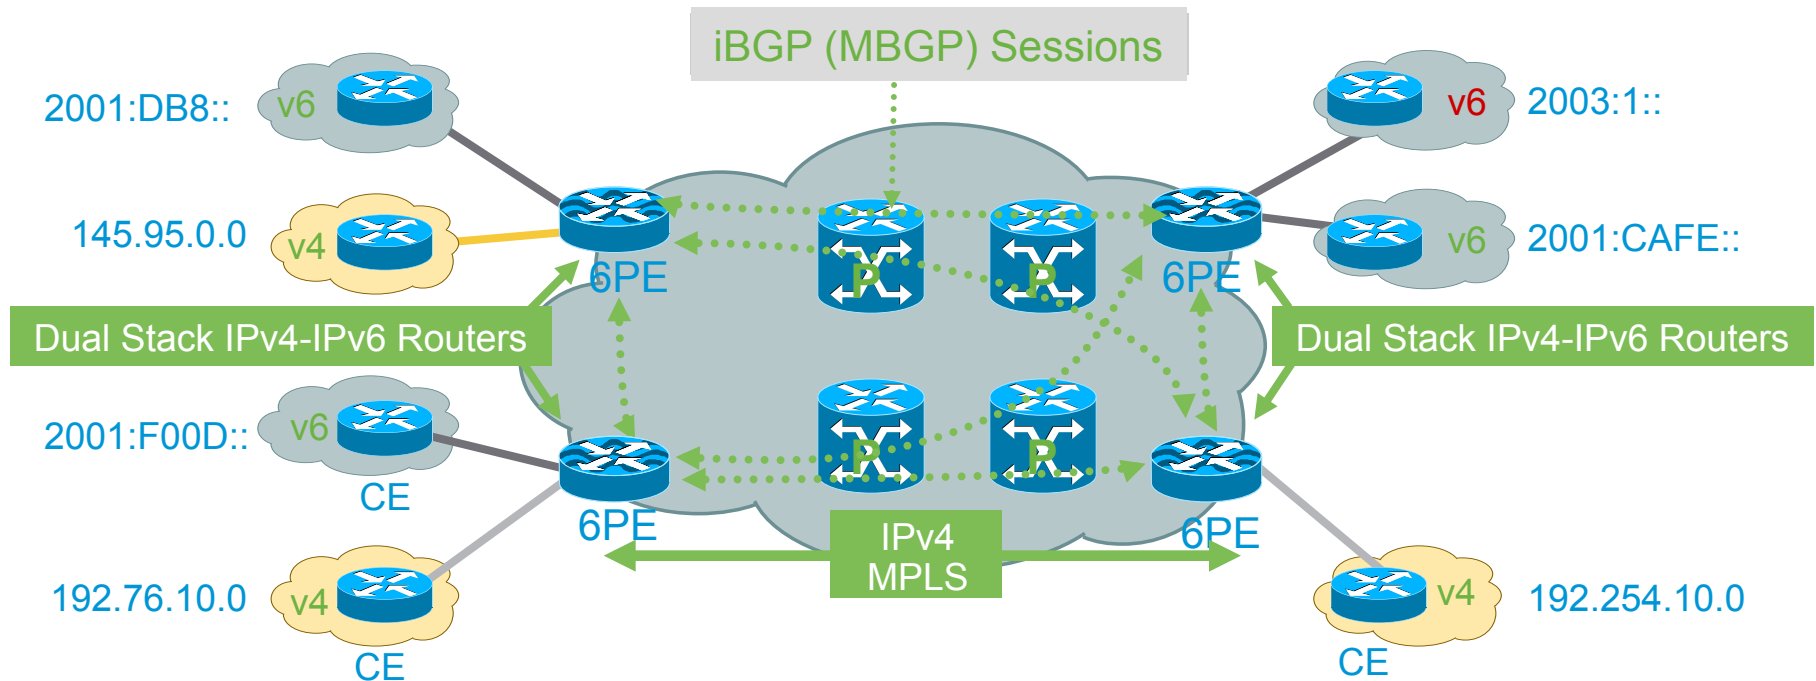 iBGP (MBGP) Sessions
2001:DB8::
v6
v6
2003:1::
145.95.0.0
v4
v6
2001:CAFE::
6PE
P
P
6PE
Dual Stack IPv4-IPv6 Routers
Dual Stack IPv4-IPv6 Routers
2001:F00D::
v6
CE
P
P
6PE
6PE
IPv4
MPLS
192.76.10.0
v4
CE
v4
192.254.10.0
CE